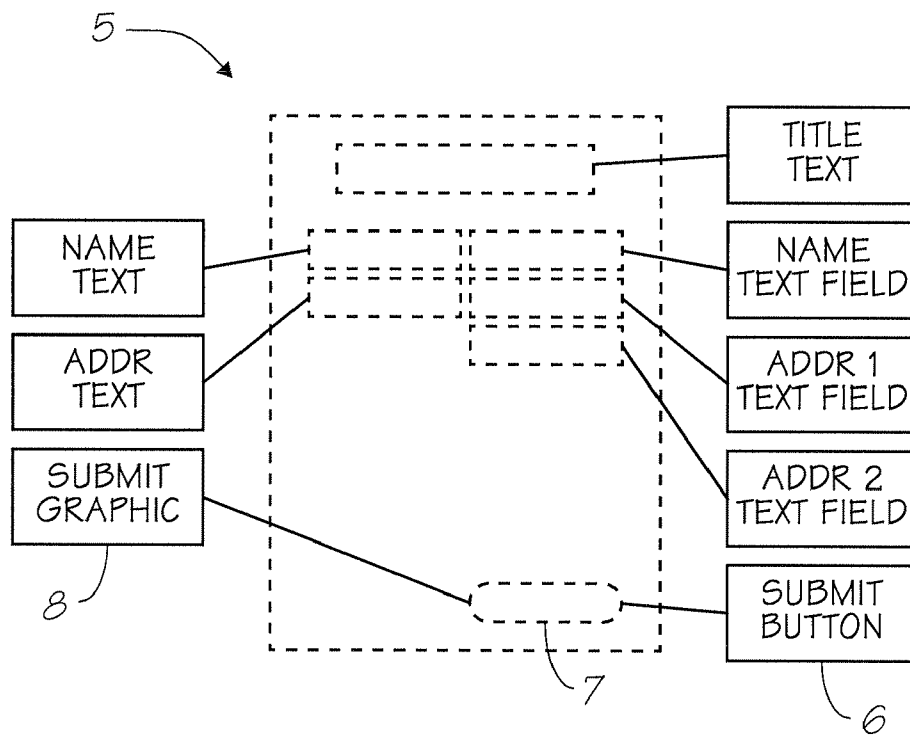 5
TITLE
TEXT
NAME
TEXT
NAME
TEXT FIELD
ADDR
TEXT
ADDR 1
TEXT FIELD
SUBMIT
GRAPHIC
ADDR 2
TEXT FIELD
SUBMIT
BUTTON
8
7
6